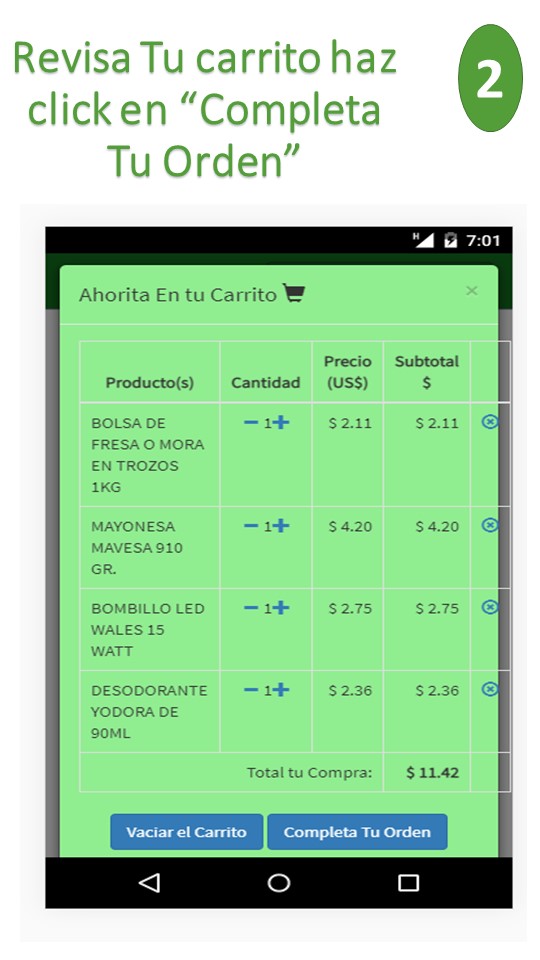 Revisa Tu carrito haz
click en “Completa
Tu Orden”
2
H 7:01
Ahorita En tu Carrito
×
Producto(s) Cantidad Precio (US$) Subtotal $
BOLSA DE
FRESA O MORA
EN TROZOS
1KG
− 1+ $ 2.11 $ 2.11
MAYONESA
MAVESA 910
GR.
− 1+ $ 4.20 $ 4.20
BOMBILLO LED
WALES 15
WATT
− 1+ $ 2.75 $ 2.75
DESODORANTE
YODORA DE
90ML
− 1+ $ 2.36 $ 2.36
Total tu Compra: $ 11.42
Vaciar el Carrito Completa Tu Orden